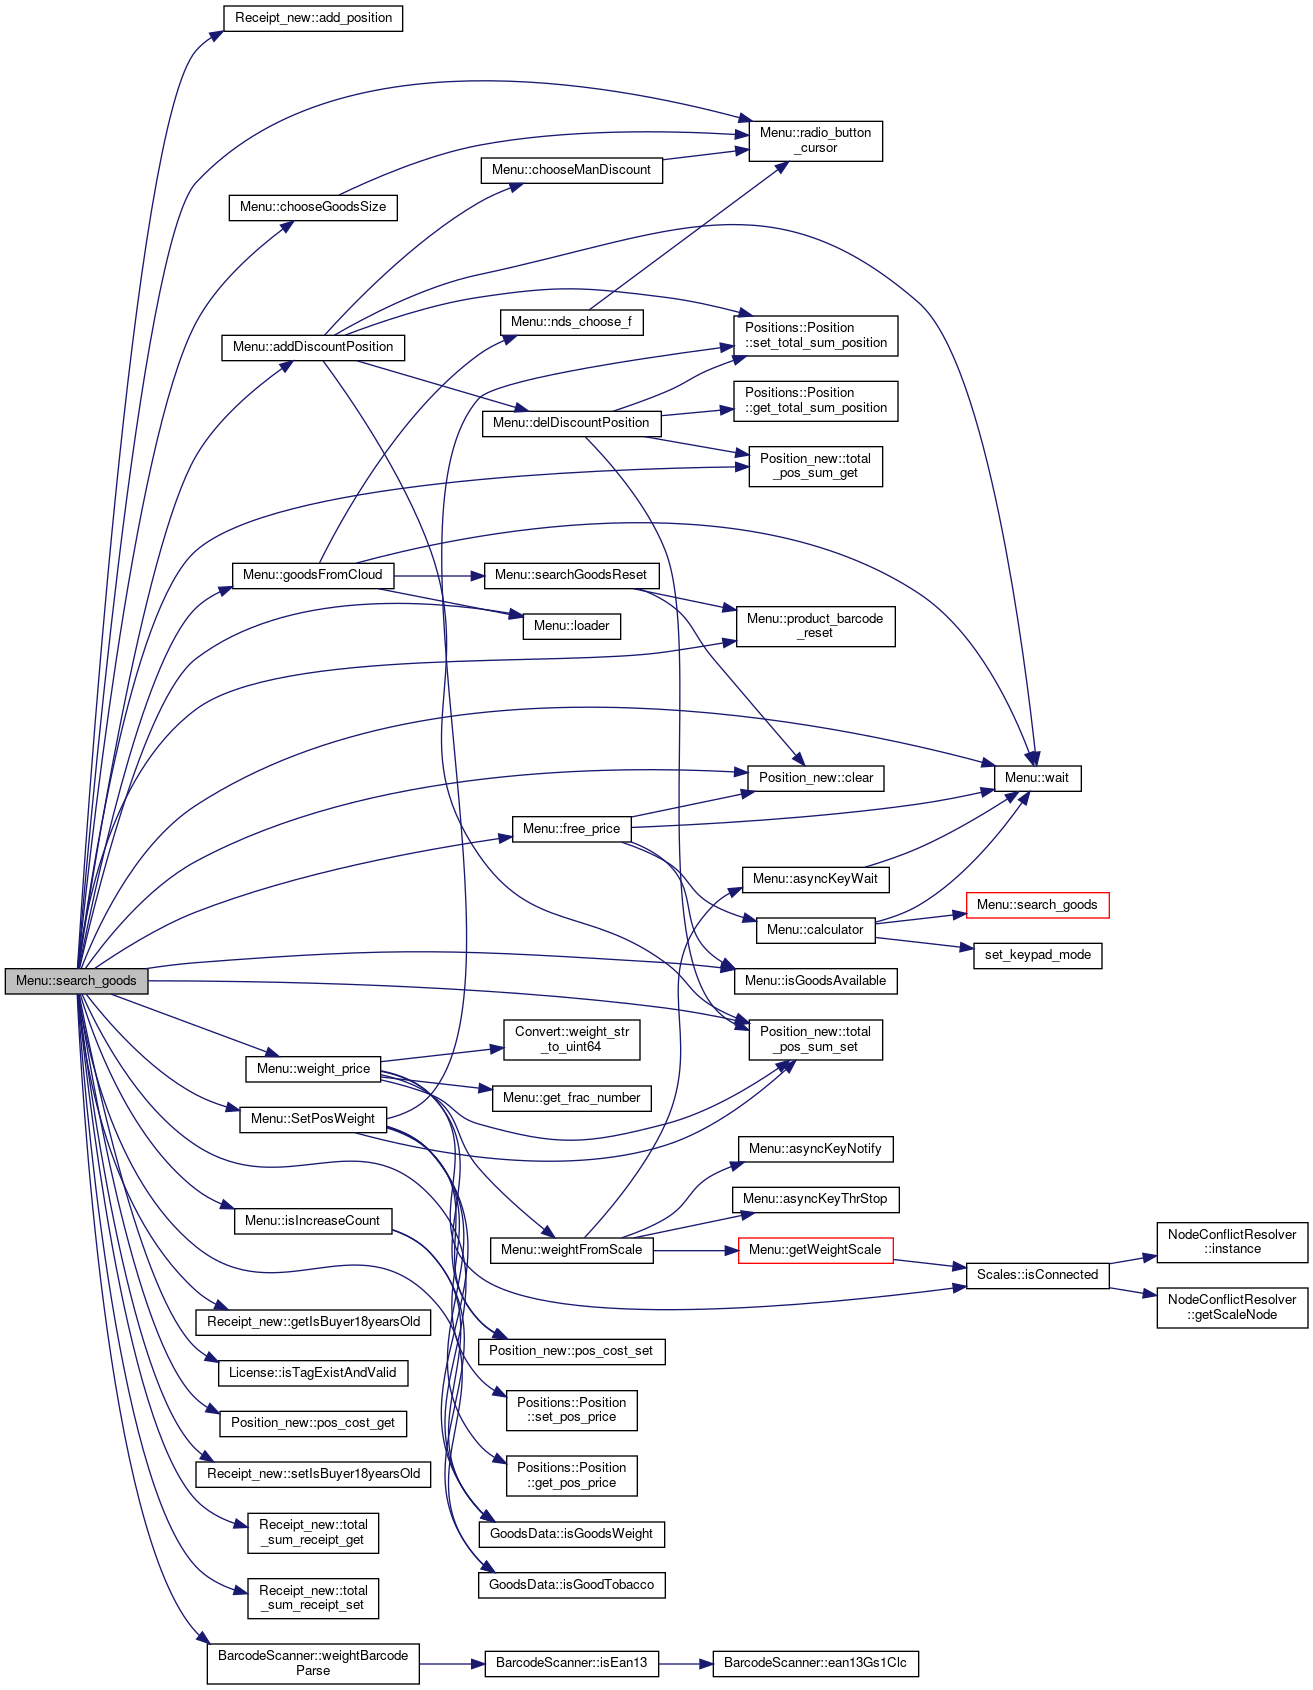 Receipt_new::add_position
Menu::radio_button
_cursor
Menu::chooseManDiscount
Menu::chooseGoodsSize
Menu::nds_choose_f
Positions::Position
::set_total_sum_position
Menu::addDiscountPosition
Positions::Position
::get_total_sum_position
Menu::delDiscountPosition
Position_new::total
_pos_sum_get
Menu::goodsFromCloud
Menu::searchGoodsReset
Menu::loader
Menu::product_barcode
_reset
Position_new::clear
Menu::wait
Menu::free_price
Menu::asyncKeyWait
Menu::search_goods
Menu::calculator
set_keypad_mode
Menu::search_goods
Menu::isGoodsAvailable
Convert::weight_str
_to_uint64
Position_new::total
_pos_sum_set
Menu::weight_price
Menu::get_frac_number
Menu::SetPosWeight
Menu::asyncKeyNotify
Menu::asyncKeyThrStop
Menu::isIncreaseCount
Menu::weightFromScale
Menu::getWeightScale
NodeConflictResolver
::instance
Scales::isConnected
NodeConflictResolver
::getScaleNode
Receipt_new::getIsBuyer18yearsOld
Position_new::pos_cost_set
License::isTagExistAndValid
Positions::Position
::set_pos_price
Position_new::pos_cost_get
Receipt_new::setIsBuyer18yearsOld
Positions::Position
::get_pos_price
Receipt_new::total
_sum_receipt_get
GoodsData::isGoodsWeight
GoodsData::isGoodTobacco
Receipt_new::total
_sum_receipt_set
BarcodeScanner::weightBarcode
Parse
BarcodeScanner::isEan13
BarcodeScanner::ean13Gs1Clc